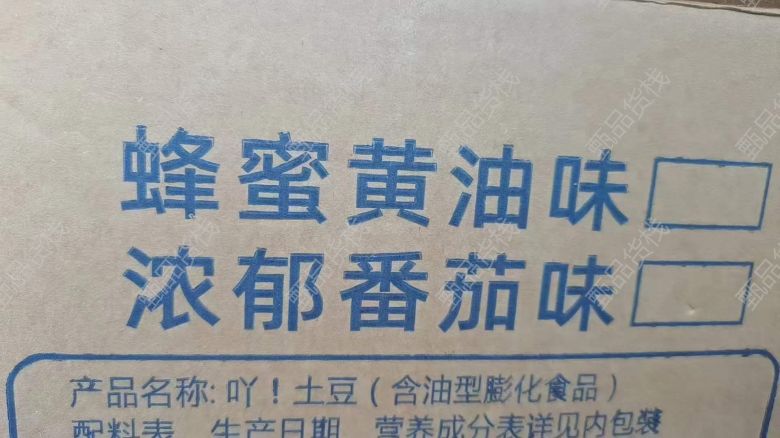 蜂蜜黄油味
浓郁番茄味
产品名称: 吖！土豆（含油型膨化食品）
配料表、生产日期、营养成分表详见内包装